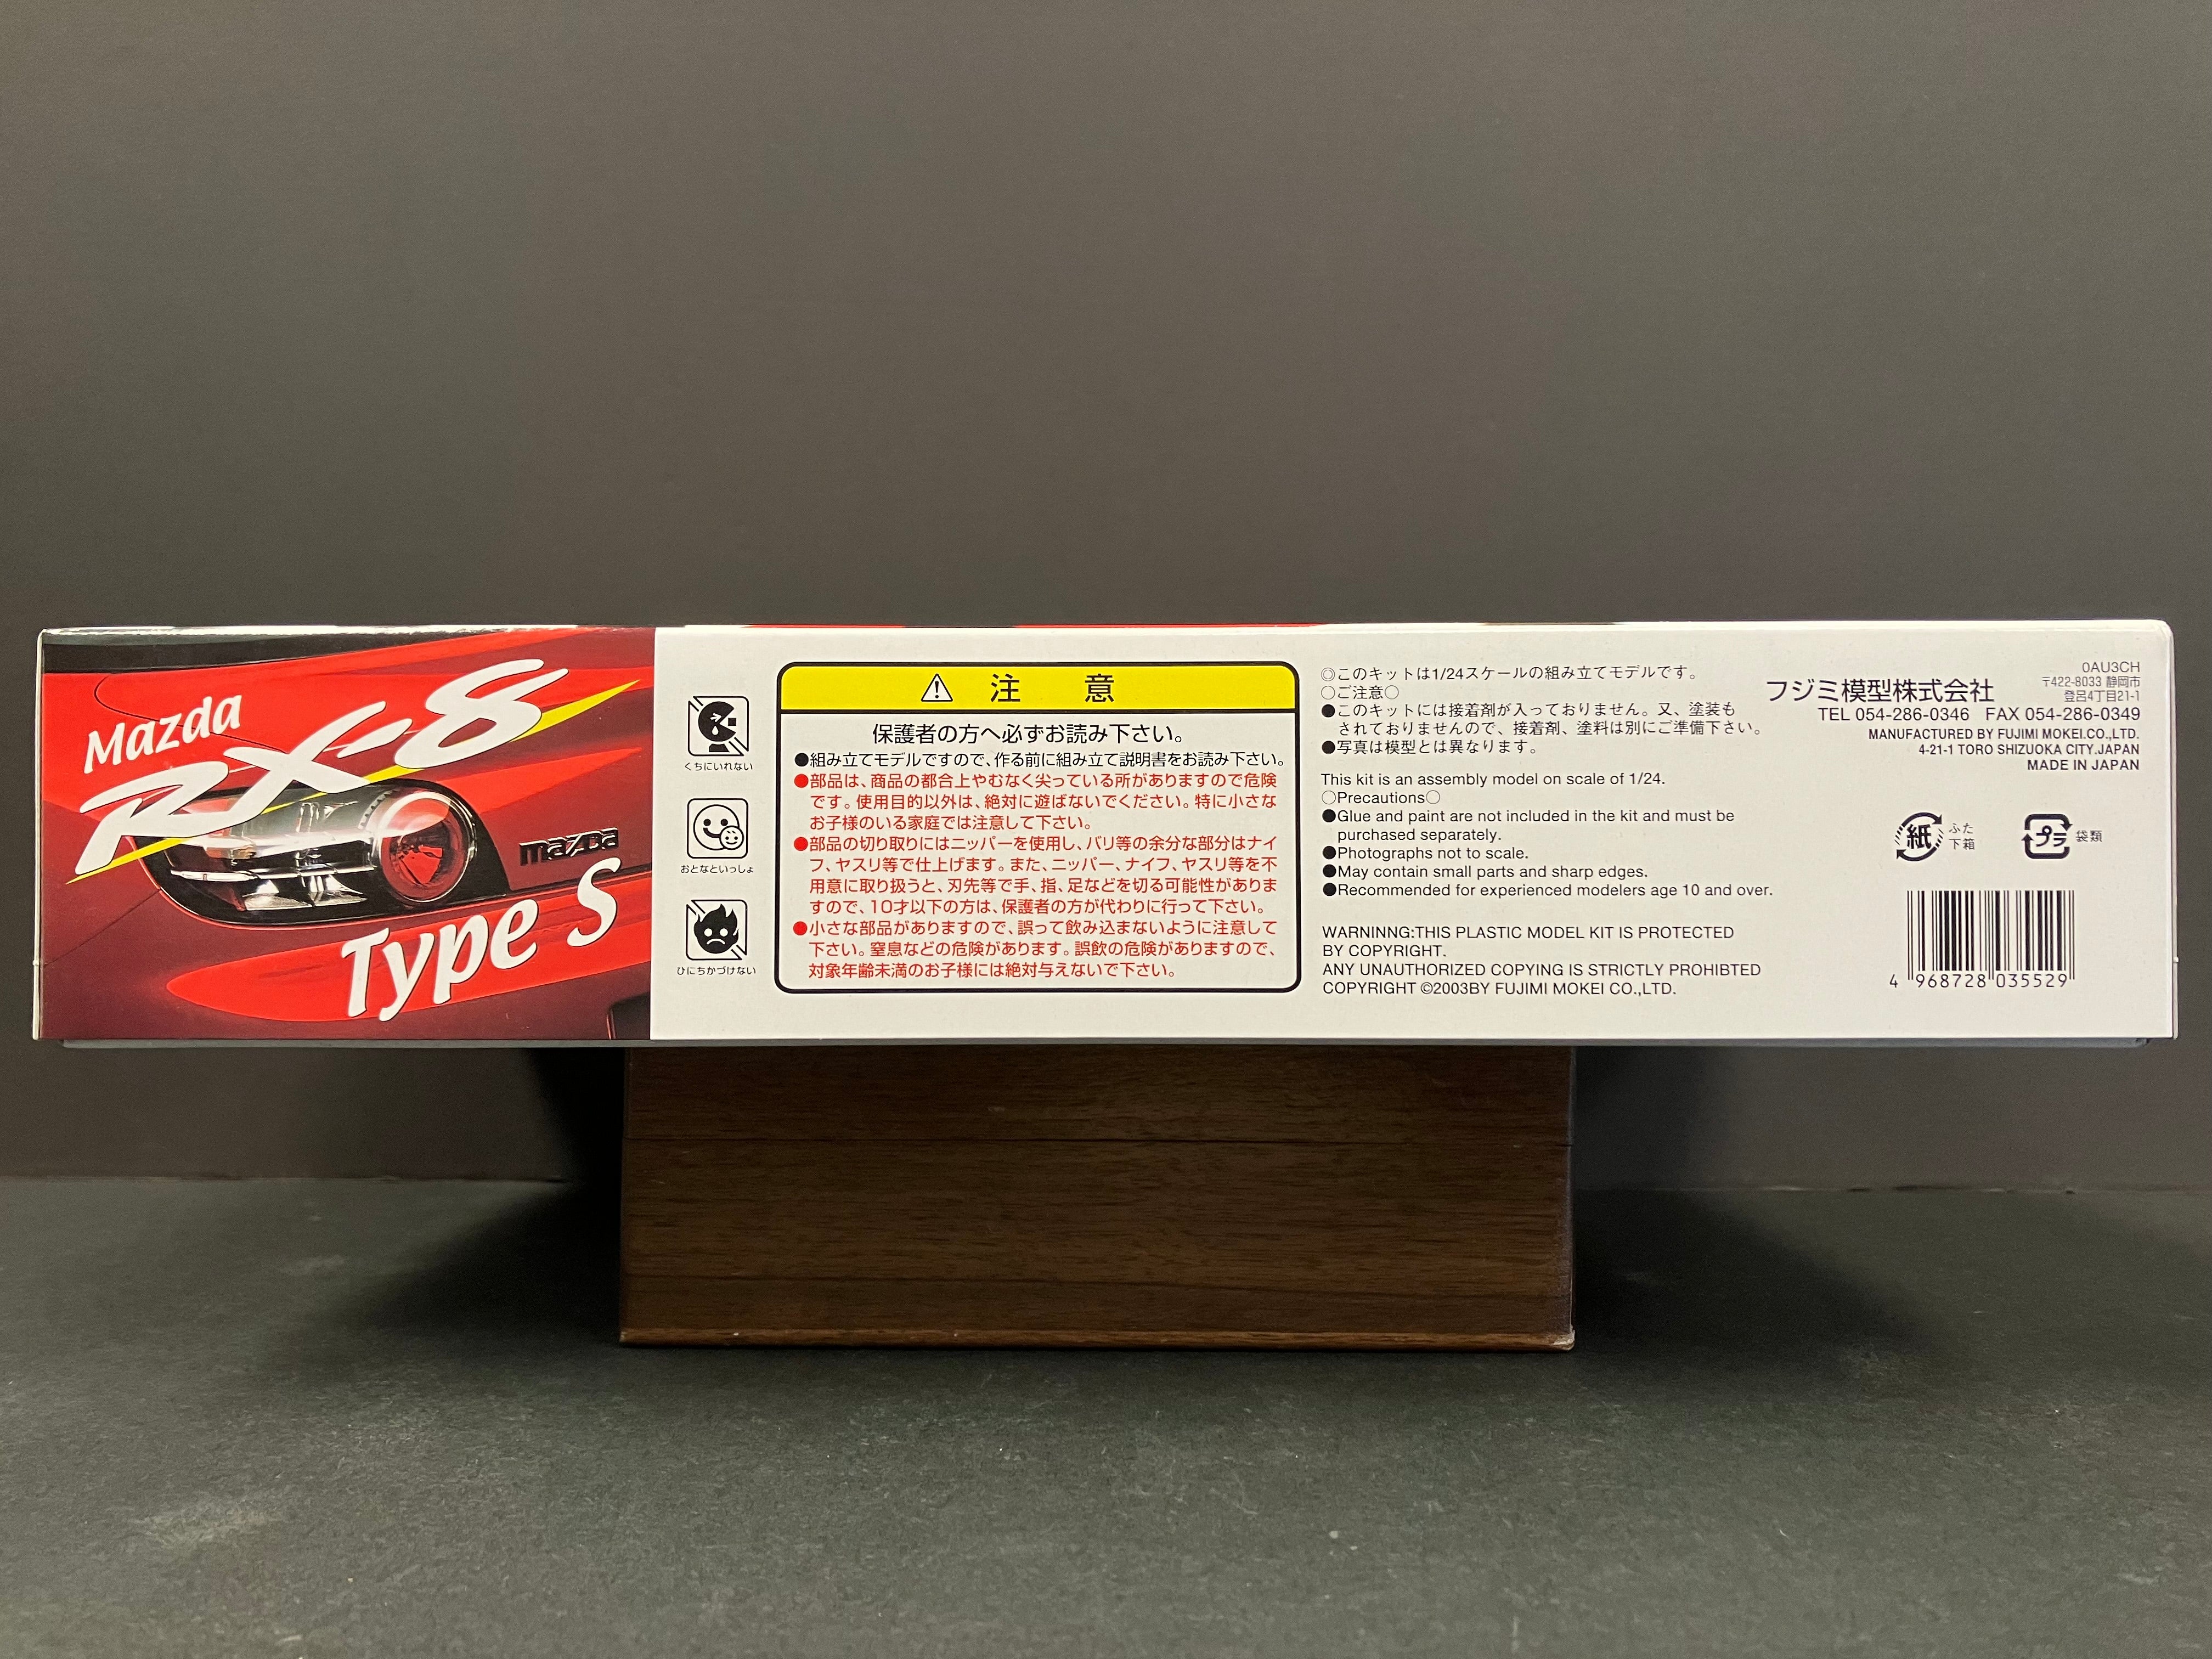 Mazda
RX-8
mazda
Type S
くちにいれない
おとなといっしょ
ひにちかづけない
注 意
保護者の方へ必ずお読み下さい。
●組み立てモデルですので、作る前に組み立て説明書をお読み下さい。
●部品は、商品の都合上やむなく尖っている所がありますので危険
です。使用目的以外は、絶対に遊ばないでください。特に小さな
お子様のいる家庭では注意して下さい。
●部品の切り取りにはニッパーを使用し、バリ等の余分な部分はナイ
フ、ヤスリ等で仕上げます。また、ニッパー、ナイフ、ヤスリ等を不
用意に取り扱うと、刃先等で手、指、足などを切る可能性がありま
すので、10才以下の方は、保護者の方が代わりに行って下さい。
●小さな部品がありますので、誤って飲み込まないように注意して
下さい。窒息などの危険があります。誤飲の危険がありますので、
対象年齢未満のお子様には絶対与えないで下さい。
◎このキットは1/24スケールの組み立てモデルです。
○ご注意○
●このキットには接着剤が入っておりません。又、塗装も
されておりませんので、接着剤、塗料は別にご準備下さい。
●写真は模型とは異なります。
This kit is an assembly model on scale of 1/24.
○Precautions○
●Glue and paint are not included in the kit and must be
purchased separately.
●Photographs not to scale.
●May contain small parts and sharp edges.
●Recommended for experienced modelers age 10 and over.
WARNINNG:THIS PLASTIC MODEL KIT IS PROTECTED
BY COPYRIGHT.
ANY UNAUTHORIZED COPYING IS STRICTLY PROHIBTED
COPYRIGHT ©2003BY FUJIMI MOKEI CO.,LTD.
0AU3CH
フジミ模型株式会社
〒422-8033 静岡市
登呂4丁目21-1
TEL 054-286-0346 FAX 054-286-0349
MANUFACTURED BY FUJIMI MOKEI.CO.,LTD.
4-21-1 TORO SHIZUOKA CITY.JAPAN
MADE IN JAPAN
紙
ふた
下箱
プラ
袋類
4 968728 035529